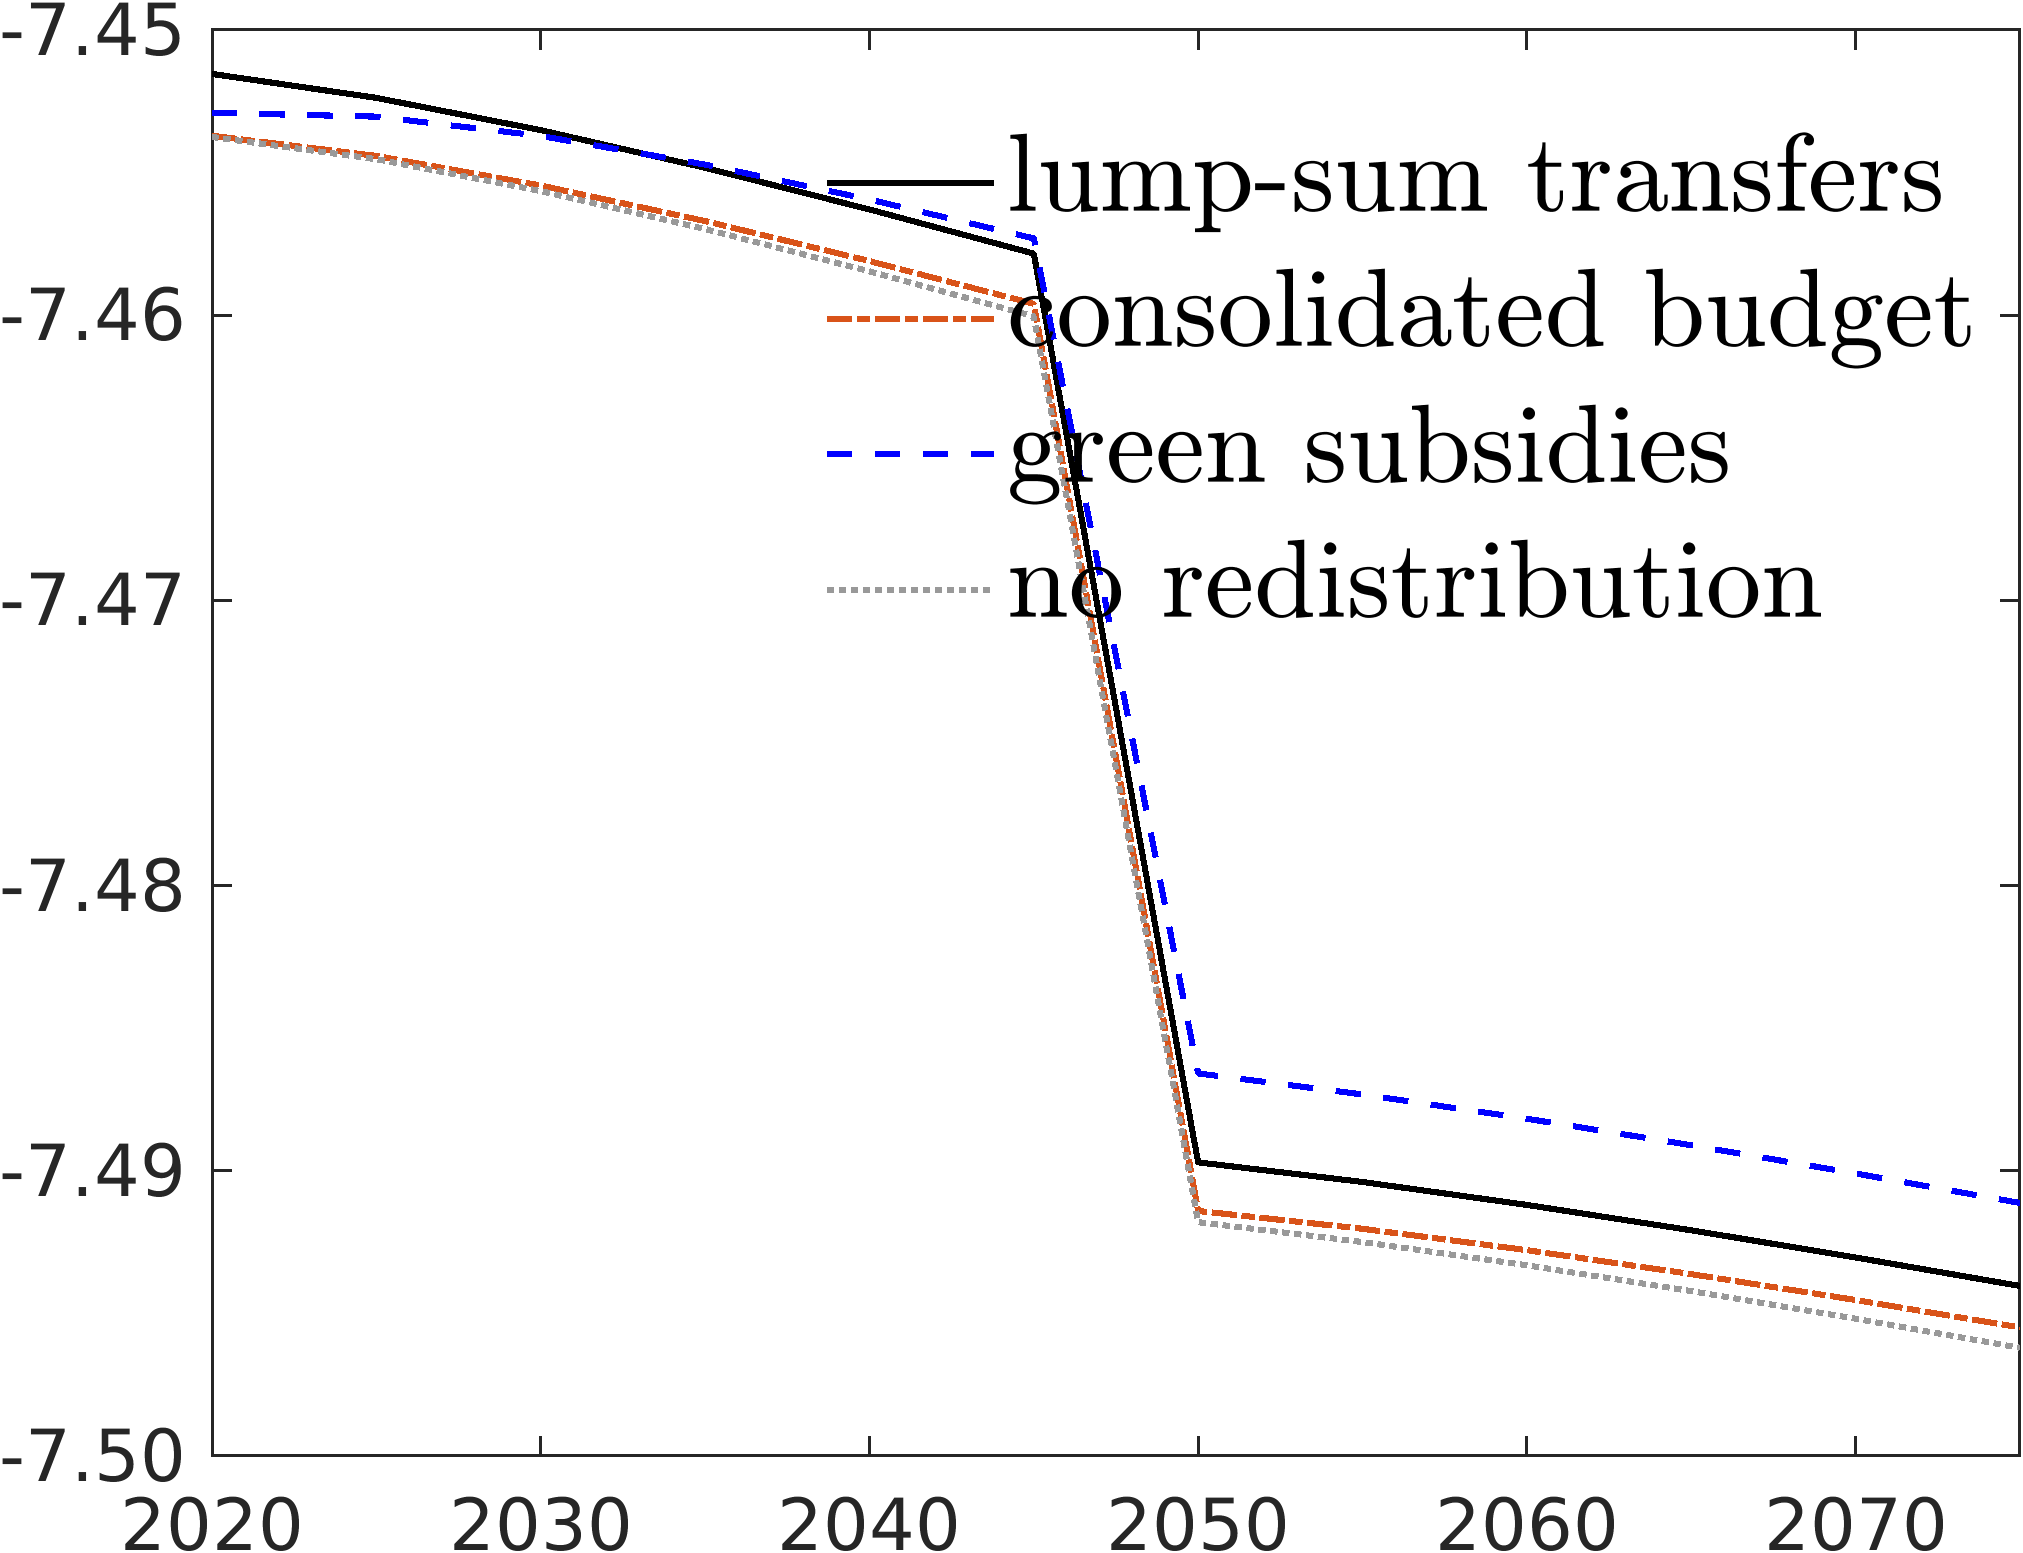 -7.45
lump-sum transfers
-7.46
consolidated budget
green subsidies
-7.47
no redistribution
-7.48
-7.49
-7.50
2020 2030 2040 2050 2060 2070